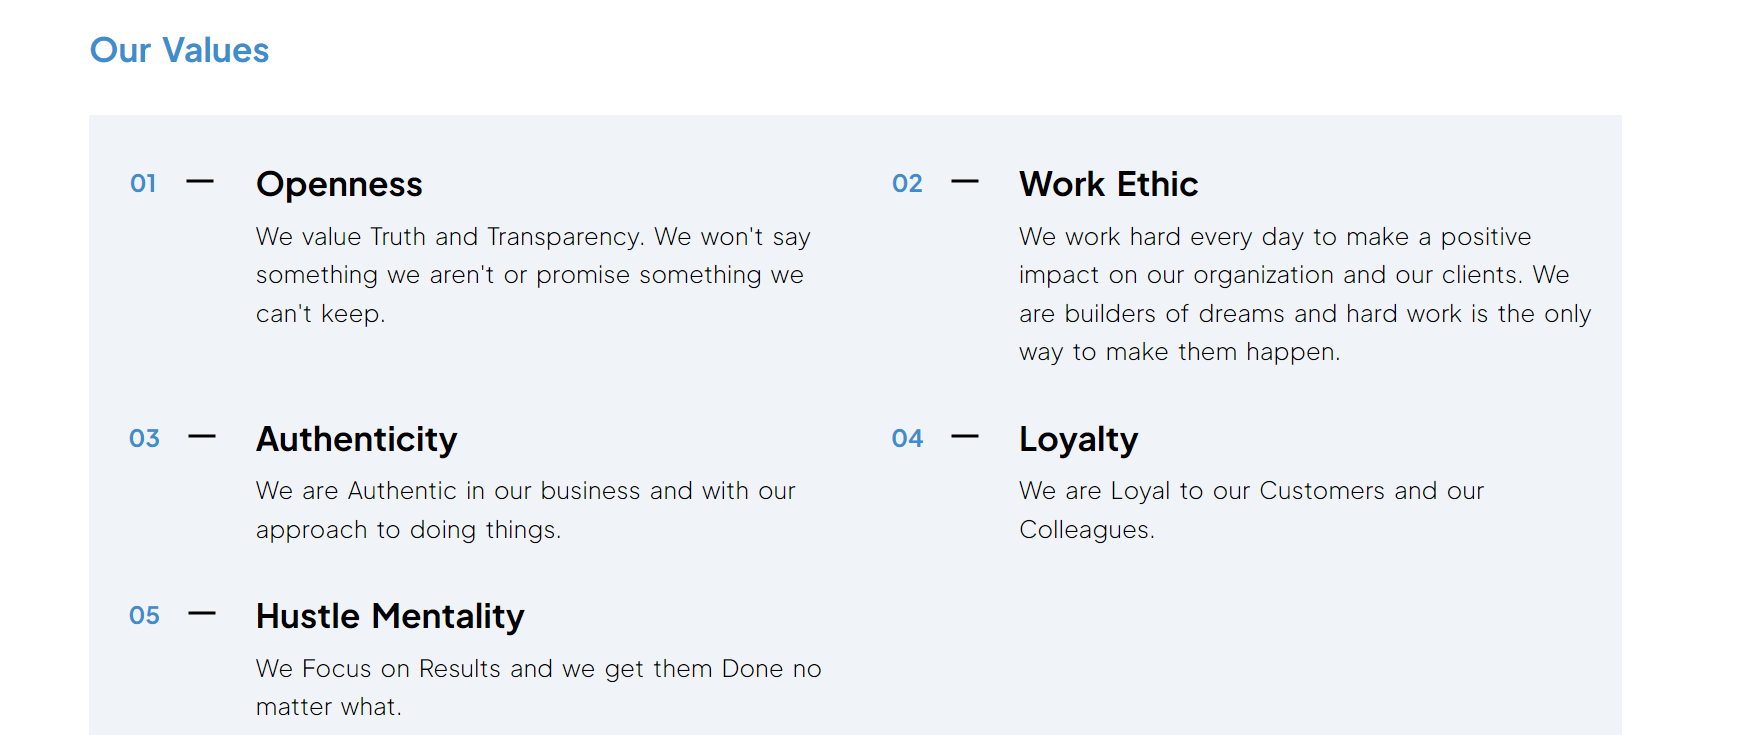 Our Values
01 — Openness
We value Truth and Transparency. We won't say
something we aren't or promise something we
can't keep.
02 — Work Ethic
We work hard every day to make a positive
impact on our organization and our clients. We
are builders of dreams and hard work is the only
way to make them happen.
03 — Authenticity
We are Authentic in our business and with our
approach to doing things.
04 — Loyalty
We are Loyal to our Customers and our
Colleagues.
05 — Hustle Mentality
We Focus on Results and we get them Done no
matter what.